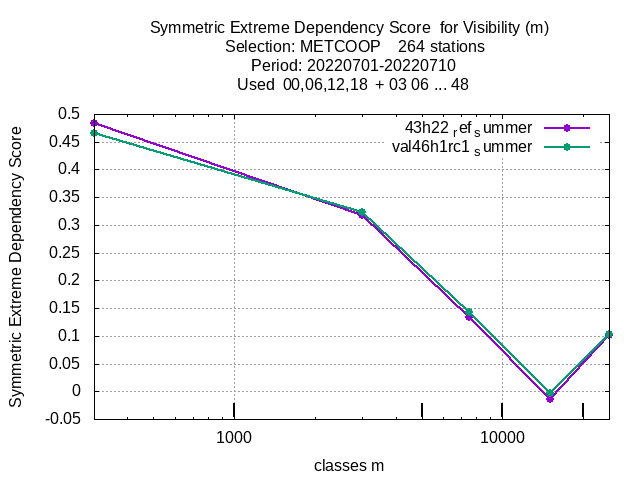 Symmetric Extreme Dependency Score for Visibility (m)
Selection: METCOOP 264 stations
Period: 20220701-20220710
Used 00,06,12,18 + 03 06 ... 48
Symmetric Extreme Dependency Score
0.5
0.45
0.4
0.35
0.3
0.25
0.2
0.15
0.1
0.05
0
-0.05
43h22 ref summer
val46h1rc1 summer
1000 10000
classes m